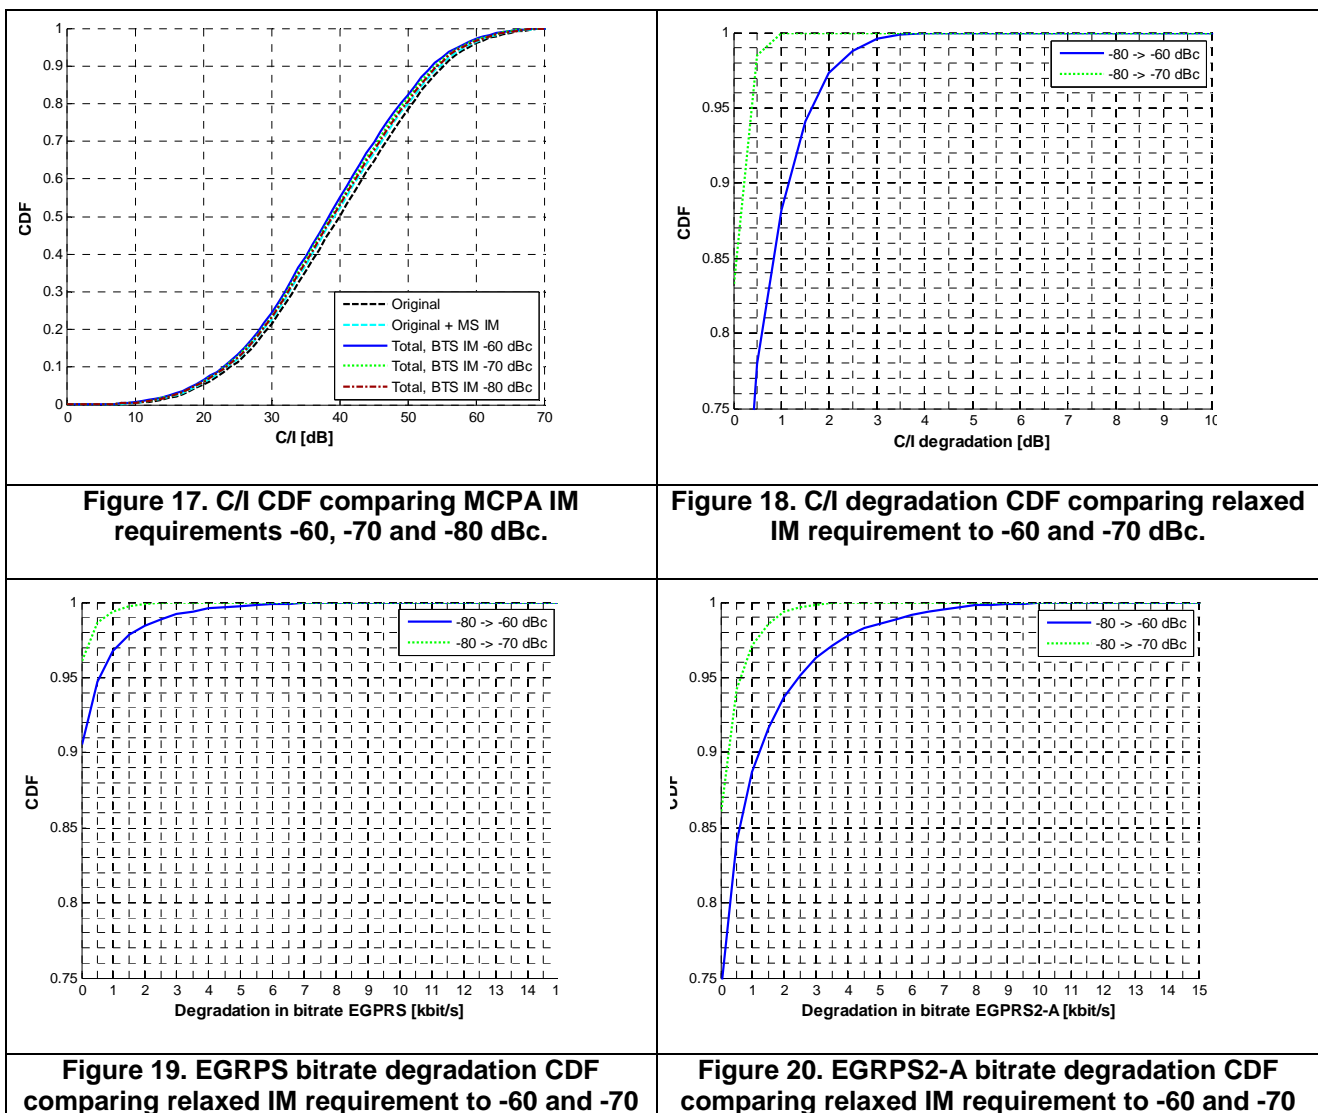 1
0.9
0.8
0.7
0.6
0.5
0.4
0.3
0.2
0.1
0
CDF
0 10 20 30 40 50 60 70
C/I [dB]
Original
Original + MS IM
Total, BTS IM -60 dBc
Total, BTS IM -70 dBc
Total, BTS IM -80 dBc
1
0.95
0.9
0.85
0.8
0.75
CDF
0 1 2 3 4 5 6 7 8 9 10
C/I degradation [dB]
-80 -> -60 dBc
-80 -> -70 dBc
Figure 17. C/I CDF comparing MCPA IM
requirements -60, -70 and -80 dBc.
Figure 18. C/I degradation CDF comparing relaxed
IM requirement to -60 and -70 dBc.
1
0.95
0.9
0.85
0.8
0.75
CDF
0 1 2 3 4 5 6 7 8 9 10 11 12 13 14 1
Degradation in bitrate EGPRS [kbit/s]
-80 -> -60 dBc
-80 -> -70 dBc
1
0.95
0.9
0.85
0.8
0.75
CDF
0 1 2 3 4 5 6 7 8 9 10 11 12 13 14 15
Degradation in bitrate EGPRS2-A [kbit/s]
-80 -> -60 dBc
-80 -> -70 dBc
Figure 19. EGRPS bitrate degradation CDF
comparing relaxed IM requirement to -60 and -70
Figure 20. EGRPS2-A bitrate degradation CDF
comparing relaxed IM requirement to -60 and -70